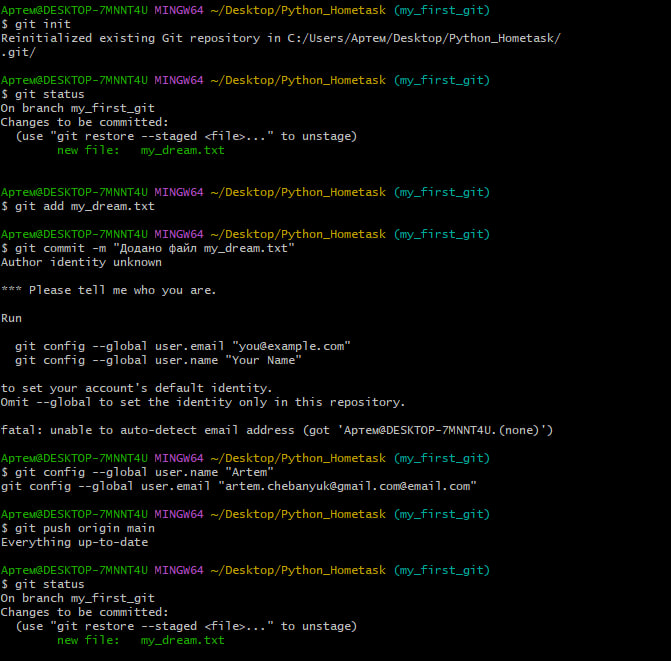 Артем@DESKTOP-7MNNT4U MINGW64 ~/Desktop/Python_Hometask (my_first_git)
$ git init
Reinitialized existing Git repository in C:/Users/Артем/Desktop/Python_Hometask/
.git/
Артем@DESKTOP-7MNNT4U MINGW64 ~/Desktop/Python_Hometask (my_first_git)
$ git status
On branch my_first_git
Changes to be committed:
  (use "git restore --staged <file>..." to unstage)
        new file:   my_dream.txt
Артем@DESKTOP-7MNNT4U MINGW64 ~/Desktop/Python_Hometask (my_first_git)
$ git add my_dream.txt
Артем@DESKTOP-7MNNT4U MINGW64 ~/Desktop/Python_Hometask (my_first_git)
$ git commit -m "Додано файл my_dream.txt"
Author identity unknown
*** Please tell me who you are.
Run
  git config --global user.email "you@example.com"
  git config --global user.name "Your Name"
to set your account's default identity.
Omit --global to set the identity only in this repository.
fatal: unable to auto-detect email address (got 'Артем@DESKTOP-7MNNT4U.(none)')
Артем@DESKTOP-7MNNT4U MINGW64 ~/Desktop/Python_Hometask (my_first_git)
$ git config --global user.name "Artem"
git config --global user.email "artem.chebanyuk@gmail.com@email.com"
Артем@DESKTOP-7MNNT4U MINGW64 ~/Desktop/Python_Hometask (my_first_git)
$ git push origin main
Everything up-to-date
Артем@DESKTOP-7MNNT4U MINGW64 ~/Desktop/Python_Hometask (my_first_git)
$ git status
On branch my_first_git
Changes to be committed:
  (use "git restore --staged <file>..." to unstage)
        new file:   my_dream.txt